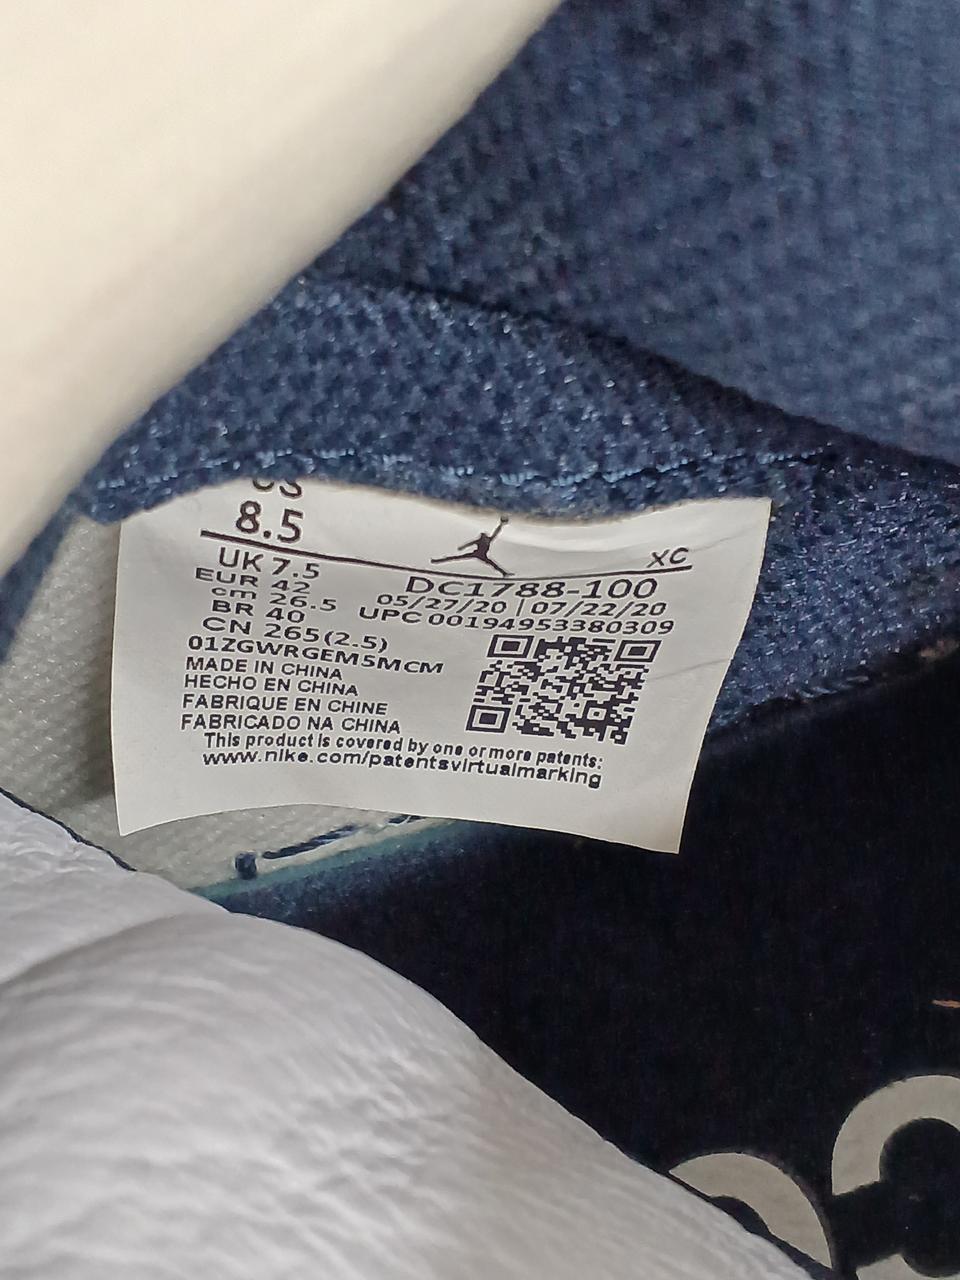 US
8.5
XC
UK 7.5
EUR 42
cm 26.5
BR 40
CN 265(2.5)
DC1788-100
05/27/20 | 07/22/20
UPC 00194953380309
01ZGWRGEM5MCM
MADE IN CHINA
HECHO EN CHINA
FABRIQUE EN CHINE
FABRICADO NA CHINA
This product is covered by one or more patents:
www.nike.com/patentsvirtualmarking